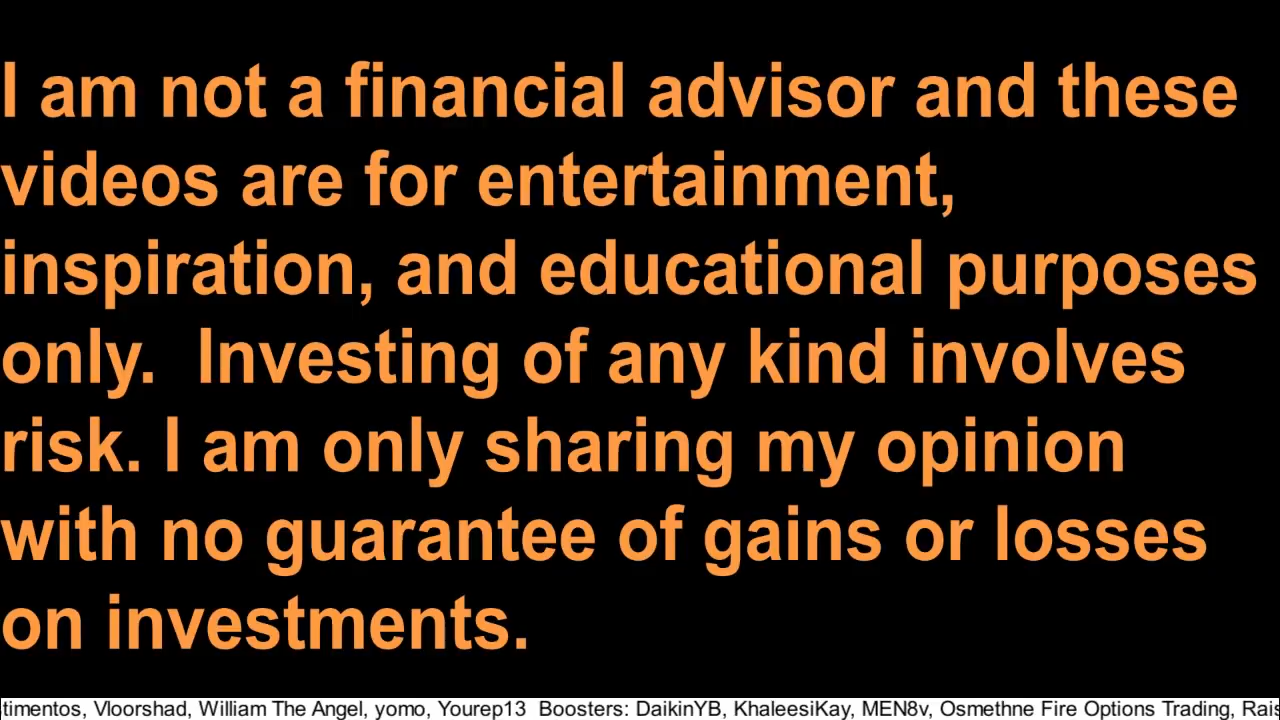 I am not a financial advisor and these
videos are for entertainment,
inspiration, and educational purposes
only.  Investing of any kind involves
risk. I am only sharing my opinion
with no guarantee of gains or losses
on investments.
timentos, Vloorshad, William The Angel, yomo, Yourep13  Boosters: DaikinYB, KhaleesiKay, MEN8v, Osmethne Fire Options Trading, Rais